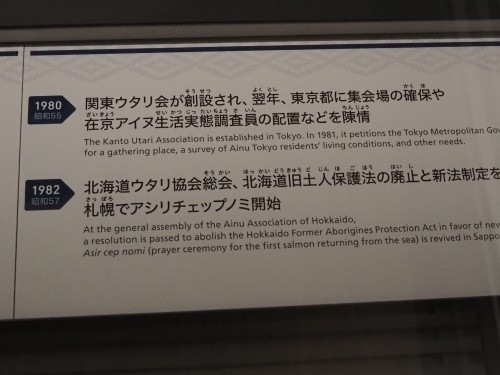 1980
昭和55
関東ウタリ会が創設され、翌年、東京都に集会場の確保や
在京アイヌ生活実態調査員の配置などを陳情
The Kanto Utari Association is established in Tokyo. In 1981, it petitions the Tokyo Metropolitan Gov
for a gathering place, a survey of Ainu Tokyo residents' living conditions, and other needs.
1982
昭和57
北海道ウタリ協会総会、北海道旧土人保護法の廃止と新法制定を
札幌でアシリチェップノミ開始
At the general assembly of the Ainu Association of Hokkaido,
a resolution is passed to abolish the Hokkaido Former Aborigines Protection Act in favor of new
Asir cep nomi (prayer ceremony for the first salmon returning from the sea) is revived in Sappo